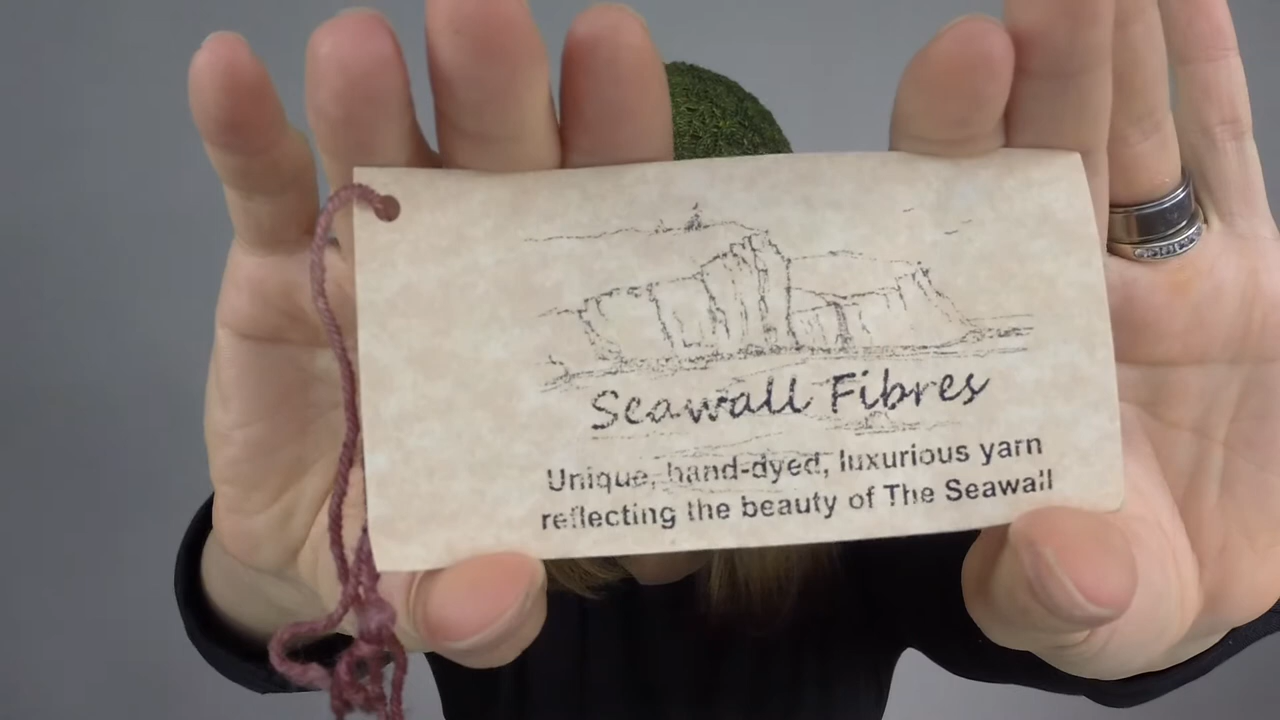 Seawall Fibres
Unique, hand-dyed, luxurious yarn
reflecting the beauty of The Seawall